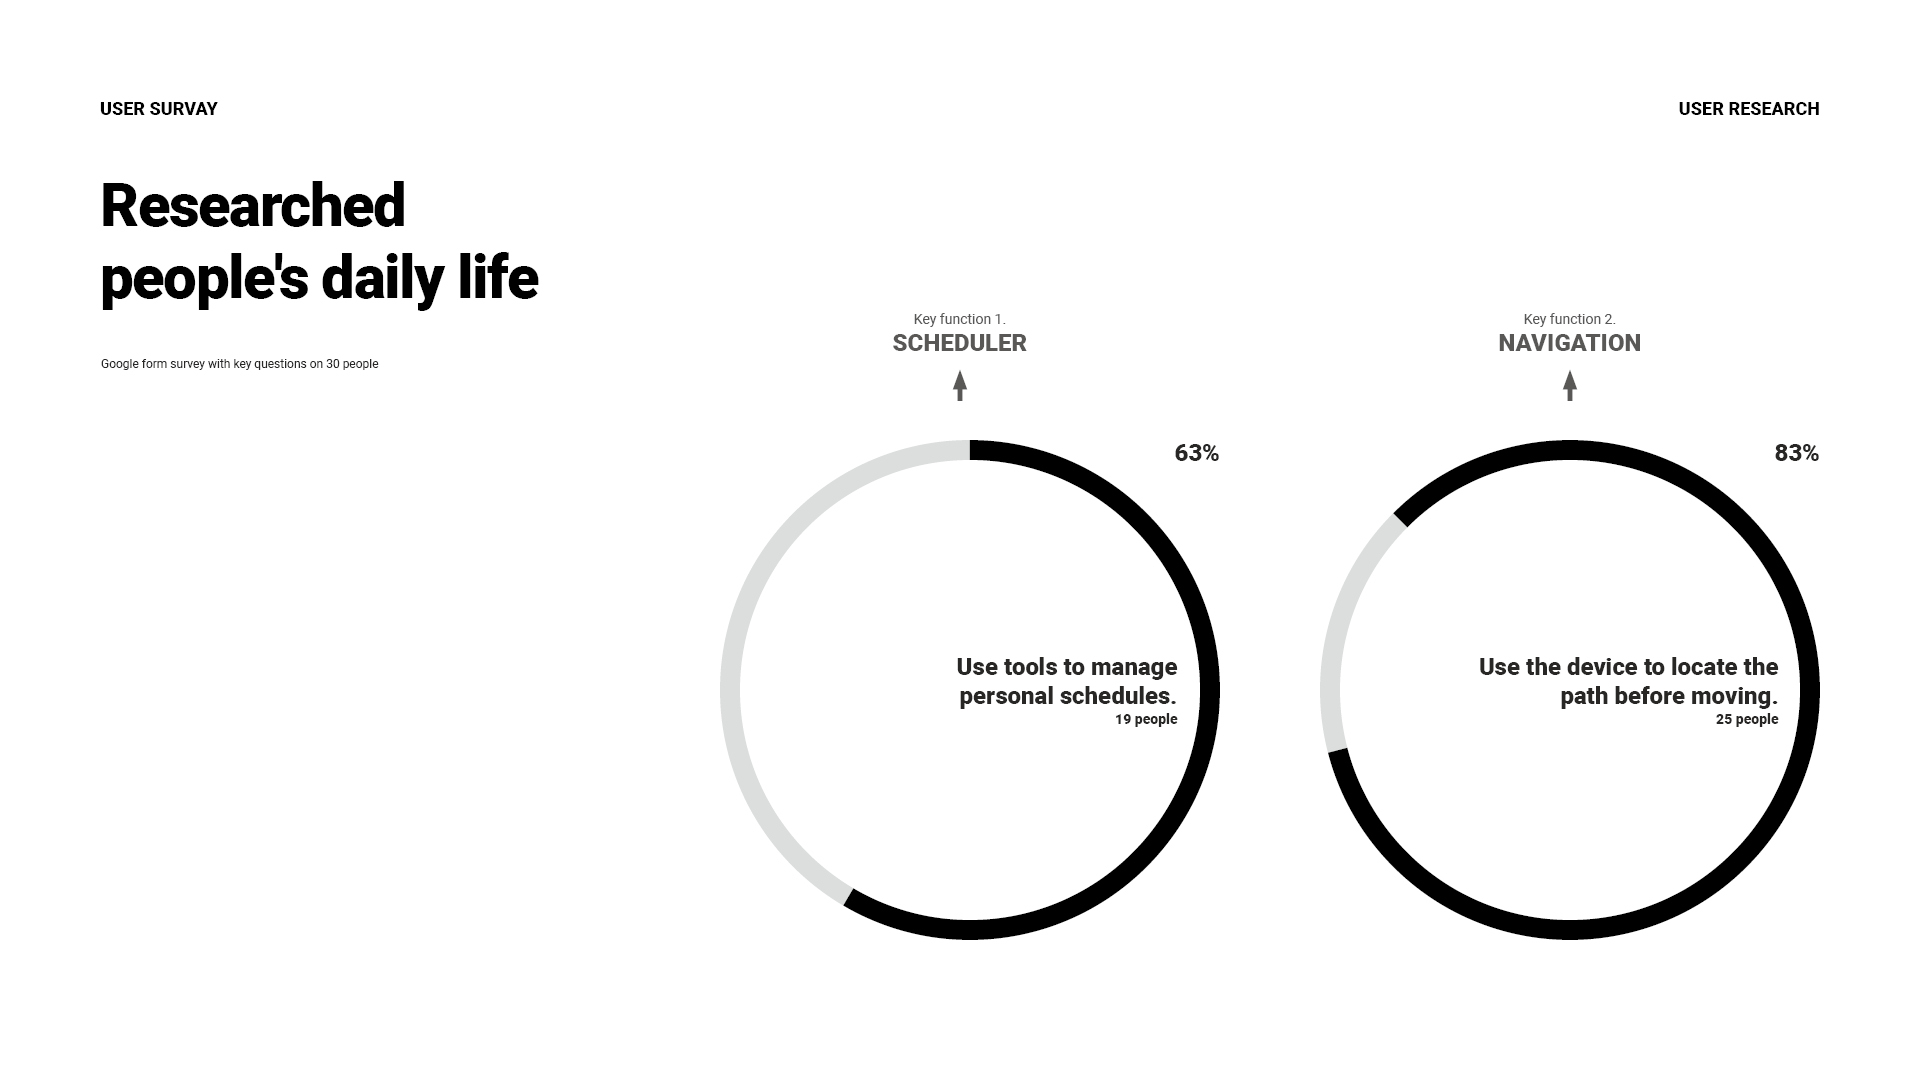 USER SURVAY
USER RESEARCH
Researched
people's daily life
Google form survey with key questions on 30 people
Key function 1.
SCHEDULER
63%
Use tools to manage
personal schedules.
19 people
Key function 2.
NAVIGATION
83%
Use the device to locate the
path before moving.
25 people